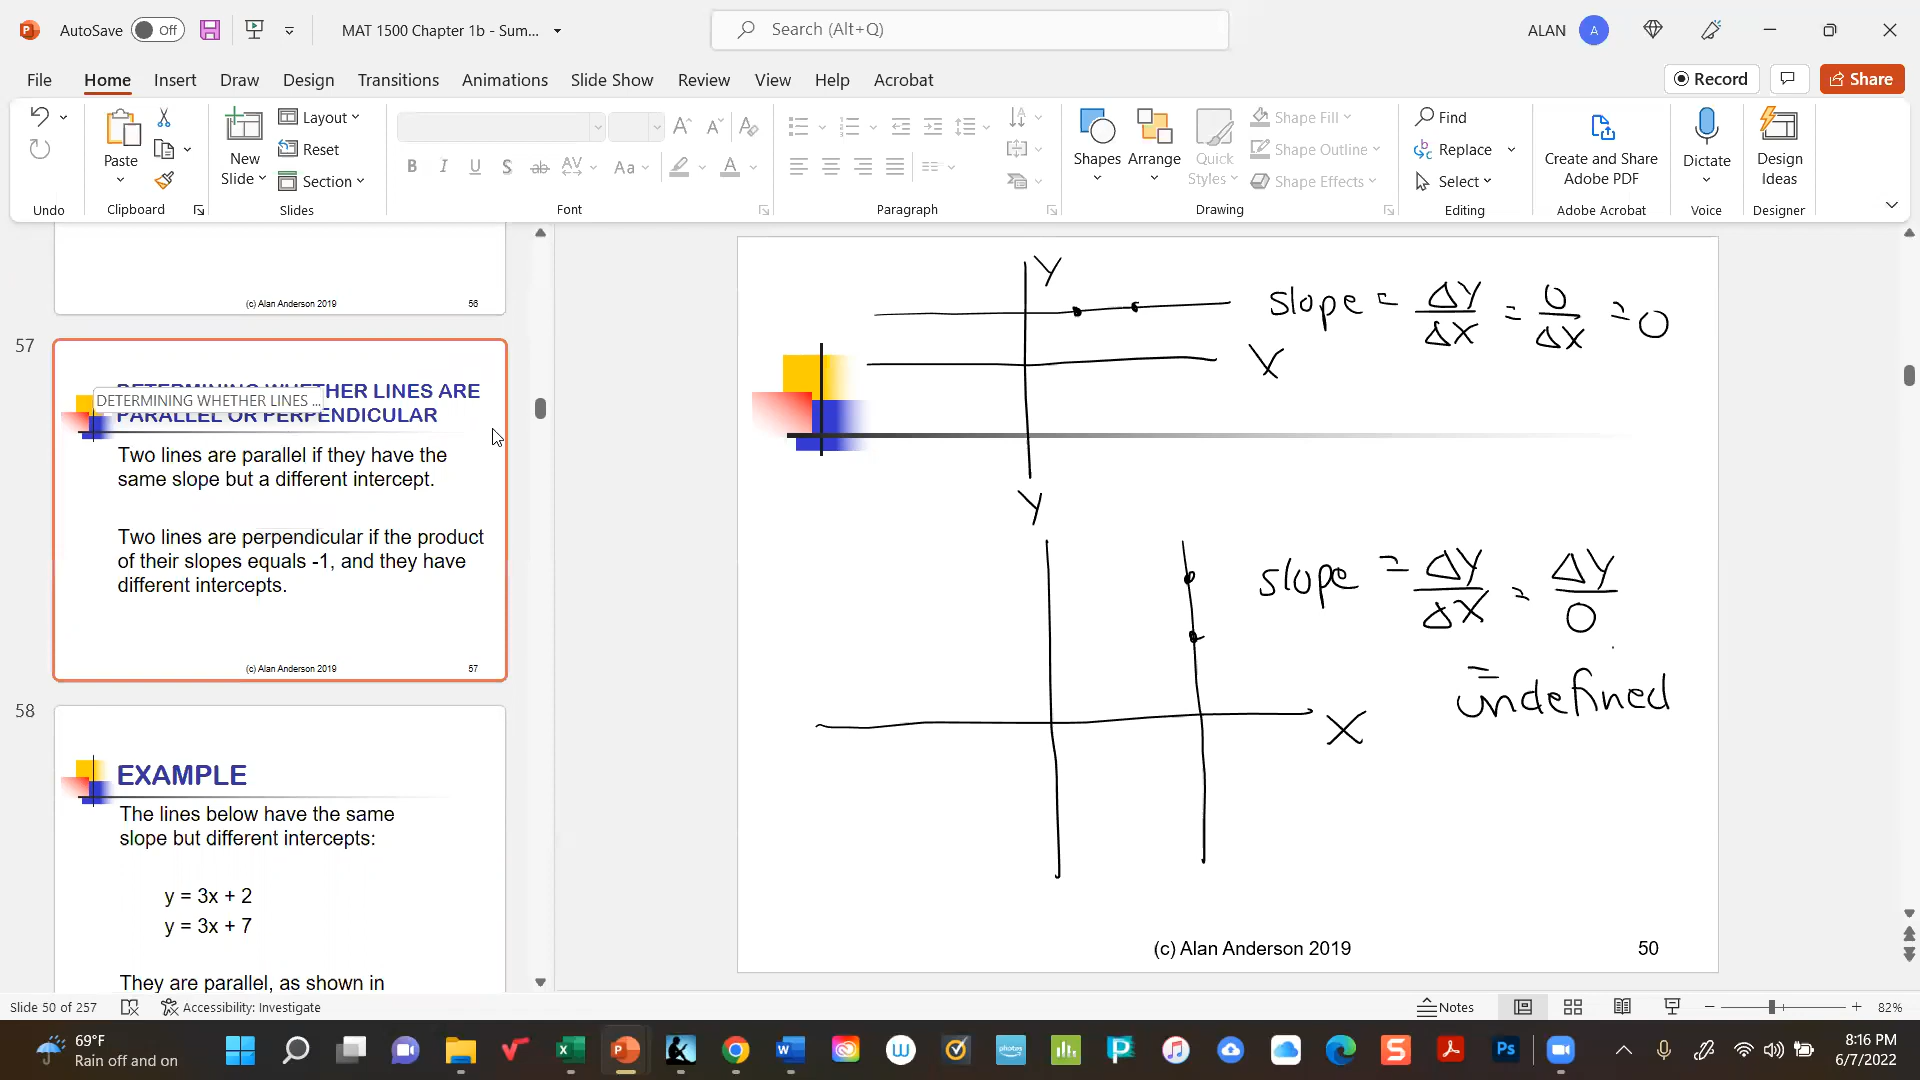 AutoSave Off MAT 1500 Chapter 1b - Sum... Search (Alt+Q) ALAN A
File Home Insert Draw Design Transitions Animations Slide Show Review View Help Acrobat Record Share
Paste
New
Slide
Layout
Reset
Section
B I U S ab AV Aa A
Shapes
Arrange
Quick
Styles
Shape Fill
Shape Outline
Shape Effects
Find
Replace
Select
Create and Share
Adobe PDF
Dictate
Design
Ideas
Undo Clipboard Slides Font Paragraph Drawing Editing Adobe Acrobat Voice Designer
(c) Alan Anderson 2019 56
57
DETERMINING WHETHER LINES ARE
DETERMINING WHETHER LINES ...
PARALLEL OR PERPENDICULAR
Two lines are parallel if they have the
same slope but a different intercept.
Two lines are perpendicular if the product
of their slopes equals -1, and they have
different intercepts.
(c) Alan Anderson 2019 57
58
EXAMPLE
The lines below have the same
slope but different intercepts:
y = 3x + 2
y = 3x + 7
They are parallel, as shown in
Y
slope = ΔY/ΔX = 0/ΔX = 0
X
Y
slope = ΔY/ΔX = ΔY/0
= undefined
X
(c) Alan Anderson 2019 50
Slide 50 of 257 Accessibility: Investigate Notes 82%
69°F
Rain off and on
8:16 PM
6/7/2022